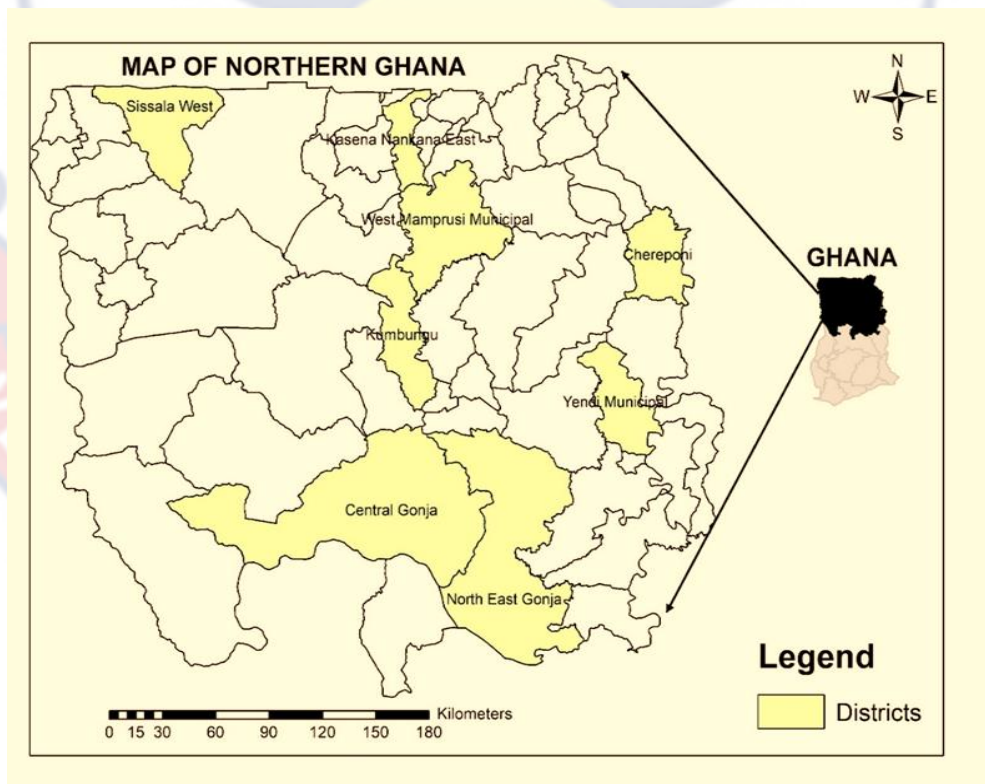 MAP OF NORTHERN GHANA
N
W E
S
Sissala West
Kasena Nankana East
West Mamprusi Municipal
Chereponi
GHANA
Kumbungu
Yendi Municipal
Central Gonja
North East Gonja
Legend
Districts
Kilometers
0 15 30 60 90 120 150 180